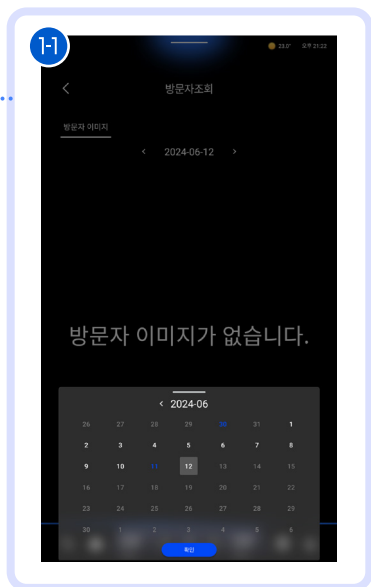 1-1
23.0° 오후 21:22
방문자조회
방문자 이미지
< 2024-06-12 >
방문자 이미지가 없습니다.
< 2024-06
26 27 28 29 30 31 1
2 3 4 5 6 7 8
9 10 11 12 13 14 15
16 17 18 19 20 21 22
23 24 25 26 27 28 29
30 1 2 3 4 5 6
확인